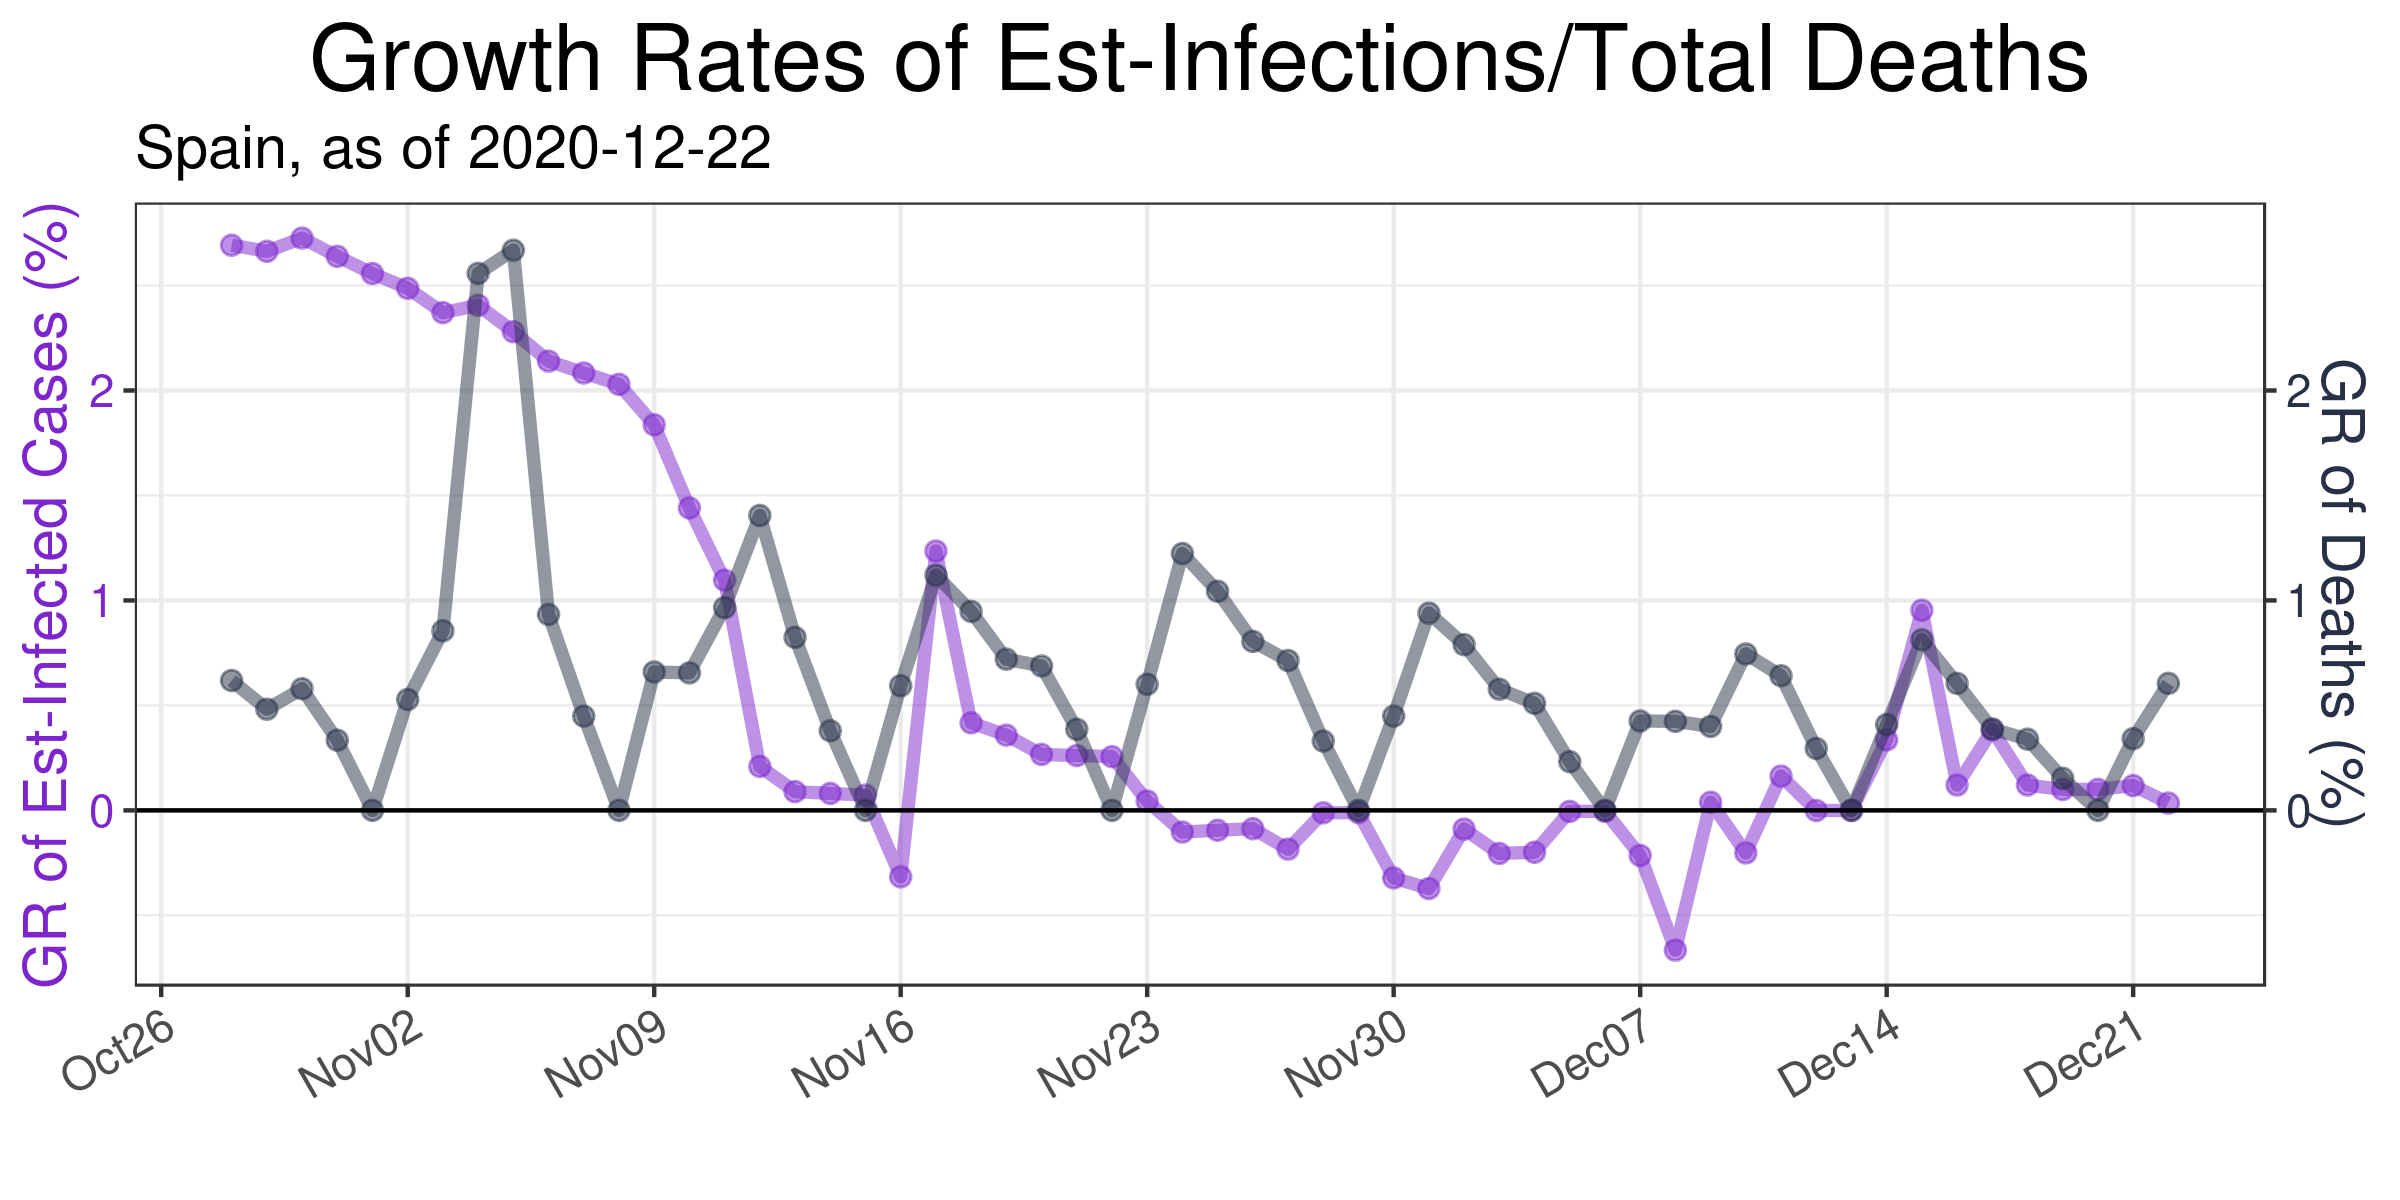 Growth Rates of Est-Infections/Total Deaths
Spain, as of 2020-12-22
GR of Est-Infected Cases (%)
2
1
0
2
1
0
GR of Deaths (%)
Oct26
Nov02
Nov09
Nov16
Nov23
Nov30
Dec07
Dec14
Dec21